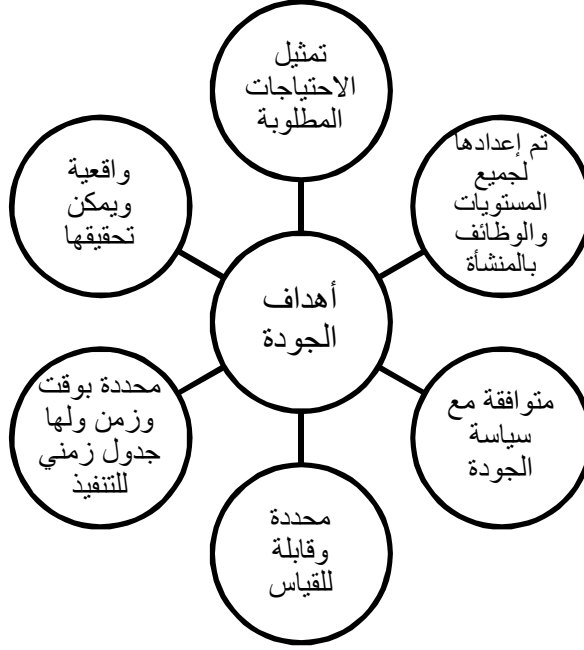 تمثيل
الاحتياجات
المطلوبة
تم إعدادها
لجميع
المستويات
والوظائف
بالمنشأة
واقعية
ويمكن
تحقيقها
أهداف
الجودة
متوافقة مع
سياسة
الجودة
محددة بوقت
وزمن ولها
جدول زمني
للتنفيذ
محددة
وقابلة
للقياس